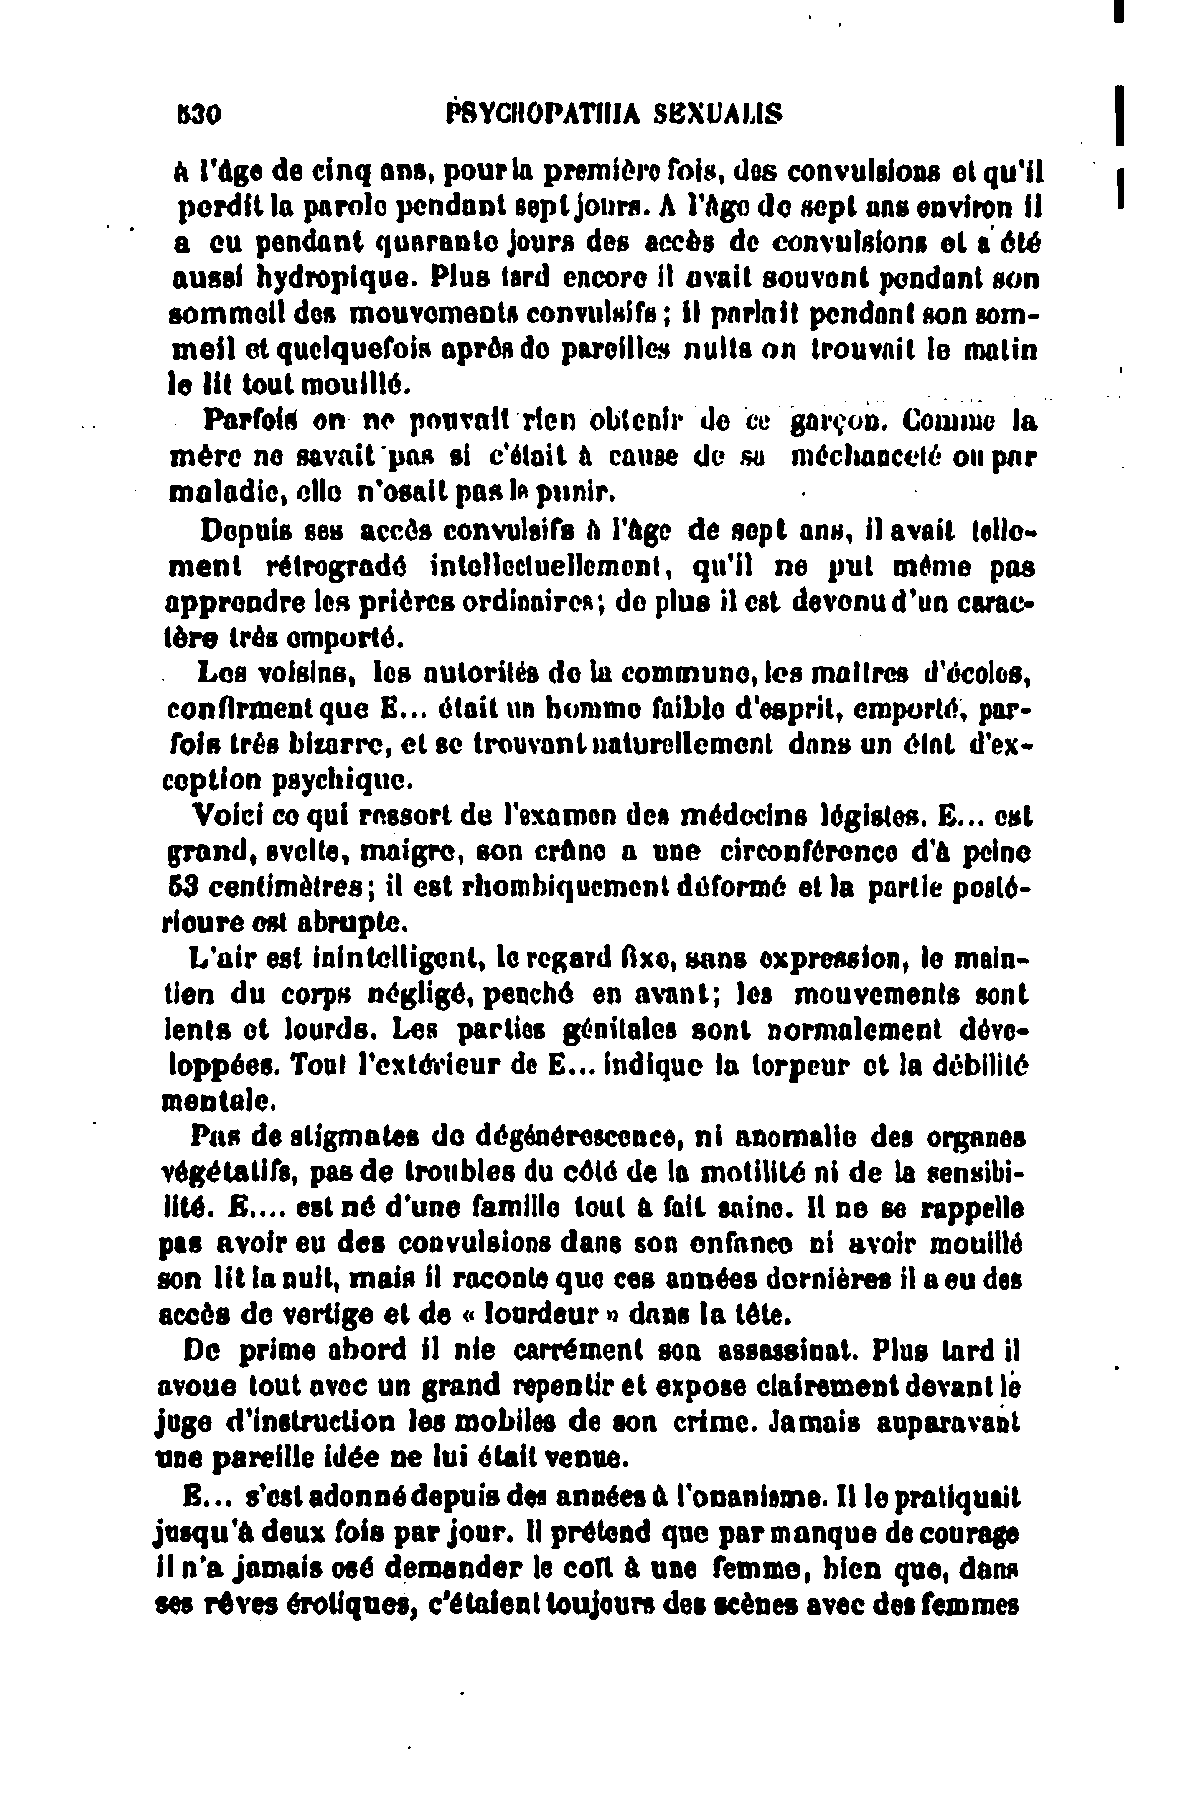 530 PSYCHOPATHIA SEXUALIS
à l'âge de cinq ans, pour la première fois, des convulsions et qu'il
perdit la parole pendant sept jours. A l'âge de sept ans environ il
a eu pendant quarante jours des accès de convulsions et a été
aussi hydropique. Plus tard encore il avait souvent pendant son
sommeil des mouvements convulsifs; il parlait pendant son som-
meil et quelquefois après de pareilles nuits on trouvait le matin
le lit tout mouillé.
Parfois on ne pouvait rien obtenir de ce garçon. Comme la
mère ne savait pas si c'était à cause de sa méchanceté ou par
maladie, elle n'osait pas le punir.
Depuis ses accès convulsifs à l'âge de sept ans, il avait telle-
ment rétrogradé intellectuellement, qu'il ne put même pas
apprendre les prières ordinaires; de plus il est devenu d'un carac-
tère très emporté.
Les voisins, les autorités de la commune, les maîtres d'écoles,
confirment que E... était un homme faible d'esprit, emporté, par-
fois très bizarre, et se trouvant naturellement dans un état d'ex-
ception psychique.
Voici ce qui ressort de l'examen des médecins légistes. E... est
grand, svelte, maigre, son crâne a une circonférence d'à peine
53 centimètres; il est rhombiquement déformé et la partie posté-
rieure est abrupte.
L'air est inintelligent, le regard fixe, sans expression, le main-
tien du corps négligé, penché en avant; les mouvements sont
lents et lourds. Les parties génitales sont normalement déve-
loppées. Tout l'extérieur de E... indique la torpeur et la débilité
mentale.
Pas de stigmates de dégénérescence, ni anomalie des organes
végétatifs, pas de troubles du côté de la motilité ni de la sensibi-
lité. E.... est né d'une famille tout à fait saine. Il ne se rappelle
pas avoir eu des convulsions dans son enfance ni avoir mouillé
son lit la nuit, mais il raconte que ces années dernières il a eu des
accès de vertige et de « lourdeur » dans la tête.
De prime abord il nie carrément son assassinat. Plus tard il
avoue tout avec un grand repentir et expose clairement devant le
juge d'instruction les mobiles de son crime. Jamais auparavant
une pareille idée ne lui était venue.
E... s'est adonné depuis des années à l'onanisme. Il le pratiquait
jusqu'à deux fois par jour. Il prétend que par manque de courage
il n'a jamais osé demander le coït à une femme, bien que, dans
ses rêves érotiques, c'étaient toujours des scènes avec des femmes